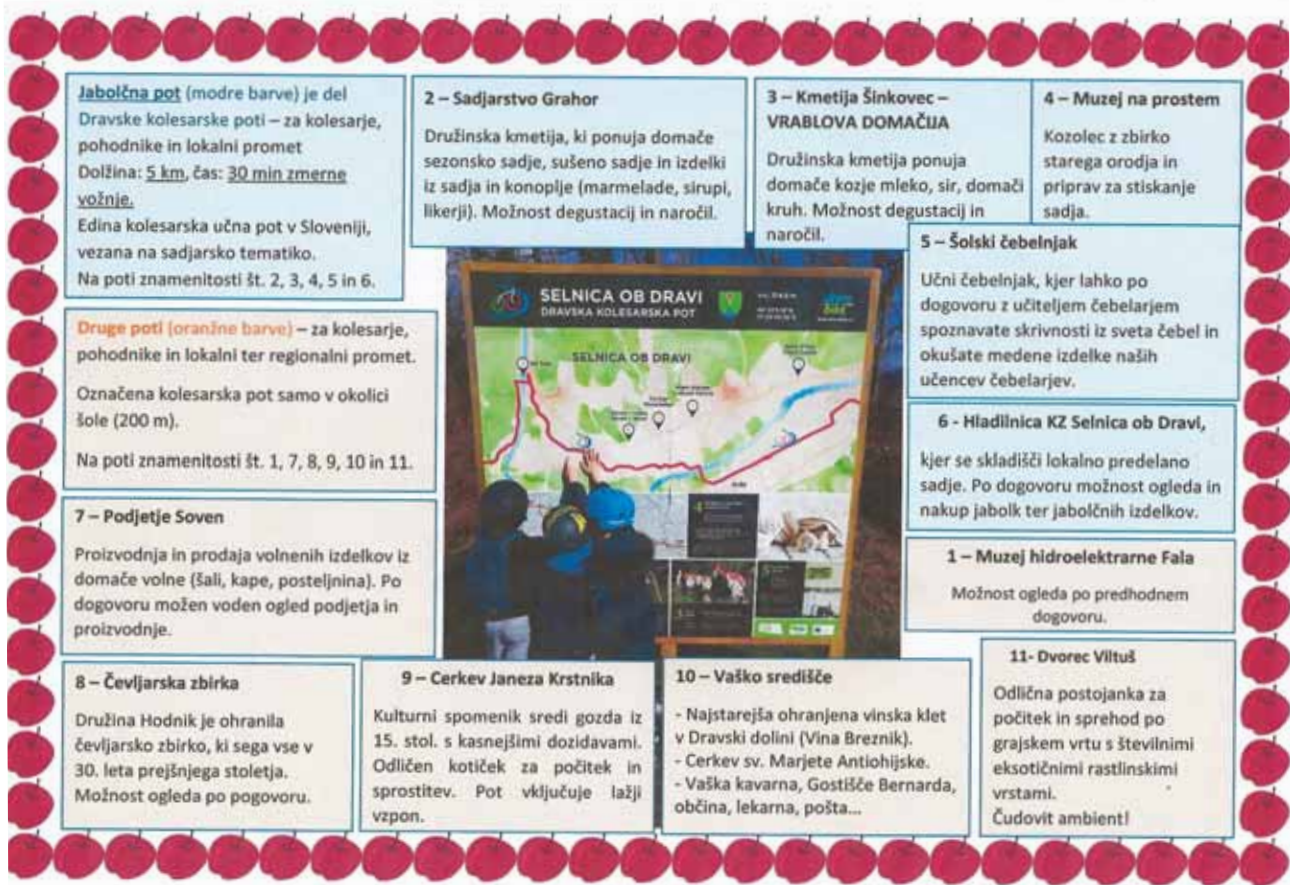 Jabolčna pot (modre barve) je del
Dravske kolesarske poti – za kolesarje,
pohodnike in lokalni promet
Dolžina: 5 km, čas: 30 min zmerne
vožnje.
Edina kolesarska učna pot v Sloveniji,
vezana na sadjarsko tematiko.
Na poti znamenitosti št. 2, 3, 4, 5 in 6.
2 – Sadjarstvo Grahor
Družinska kmetija, ki ponuja domače
sezonsko sadje, sušeno sadje in izdelki
iz sadja in konoplje (marmelade, sirupi,
likerji). Možnost degustacij in naročil.
3 – Kmetija Šinkovec –
VRABLOVA DOMAČIJA
Družinska kmetija ponuja
domače kozje mleko, sir, domači
kruh. Možnost degustacij in
naročil.
4 – Muzej na prostem
Kozolec z zbirko
starega orodja in
priprav za stiskanje
sadja.
5 – Šolski čebelnjak
Učni čebelnjak, kjer lahko po
dogovoru z učiteljem čebelarjem
spoznavate skrivnosti iz sveta čebel in
okušate medene izdelke naših
učencev čebelarjev.
Druge poti (oranžne barve) – za kolesarje,
pohodnike in lokalni ter regionalni promet.
Označena kolesarska pot samo v okolici
šole (200 m).
Na poti znamenitosti št. 1, 7, 8, 9, 10 in 11.
SELNICA OB DRAVI
DRAVSKA KOLESARSKA POT
SELNICA OB DRAVI
6 - Hladilnica KZ Selnica ob Dravi,
kjer se skladišči lokalno predelano
sadje. Po dogovoru možnost ogleda in
nakup jabolk ter jabolčnih izdelkov.
7 – Podjetje Soven
Proizvodnja in prodaja volnenih izdelkov iz
domače volne (šali, kape, posteljnina). Po
dogovoru možen voden ogled podjetja in
proizvodnje.
1 – Muzej hidroelektrarne Fala
Možnost ogleda po predhodnem
dogovoru.
8 – Čevljarska zbirka
Družina Hodnik je ohranila
čevljarsko zbirko, ki sega vse v
30. leta prejšnjega stoletja.
Možnost ogleda po pogovoru.
9 – Cerkev Janeza Krstnika
Kulturni spomenik sredi gozda iz
15. stol. s kasnejšimi dozidavami.
Odličen kotiček za počitek in
sprostitev. Pot vključuje lažji
vzpon.
10 – Vaško središče
- Najstarejša ohranjena vinska klet
v Dravski dolini (Vina Breznik).
- Cerkev sv. Marjete Antiohijske.
- Vaška kavarna, Gostišče Bernarda,
občina, lekarna, pošta...
11- Dvorec Viltuš
Odlična postojanka za
počitek in sprehod po
grajskem vrtu s številnimi
eksotičnimi rastlinskimi
vrstami.
Čudovit ambient!